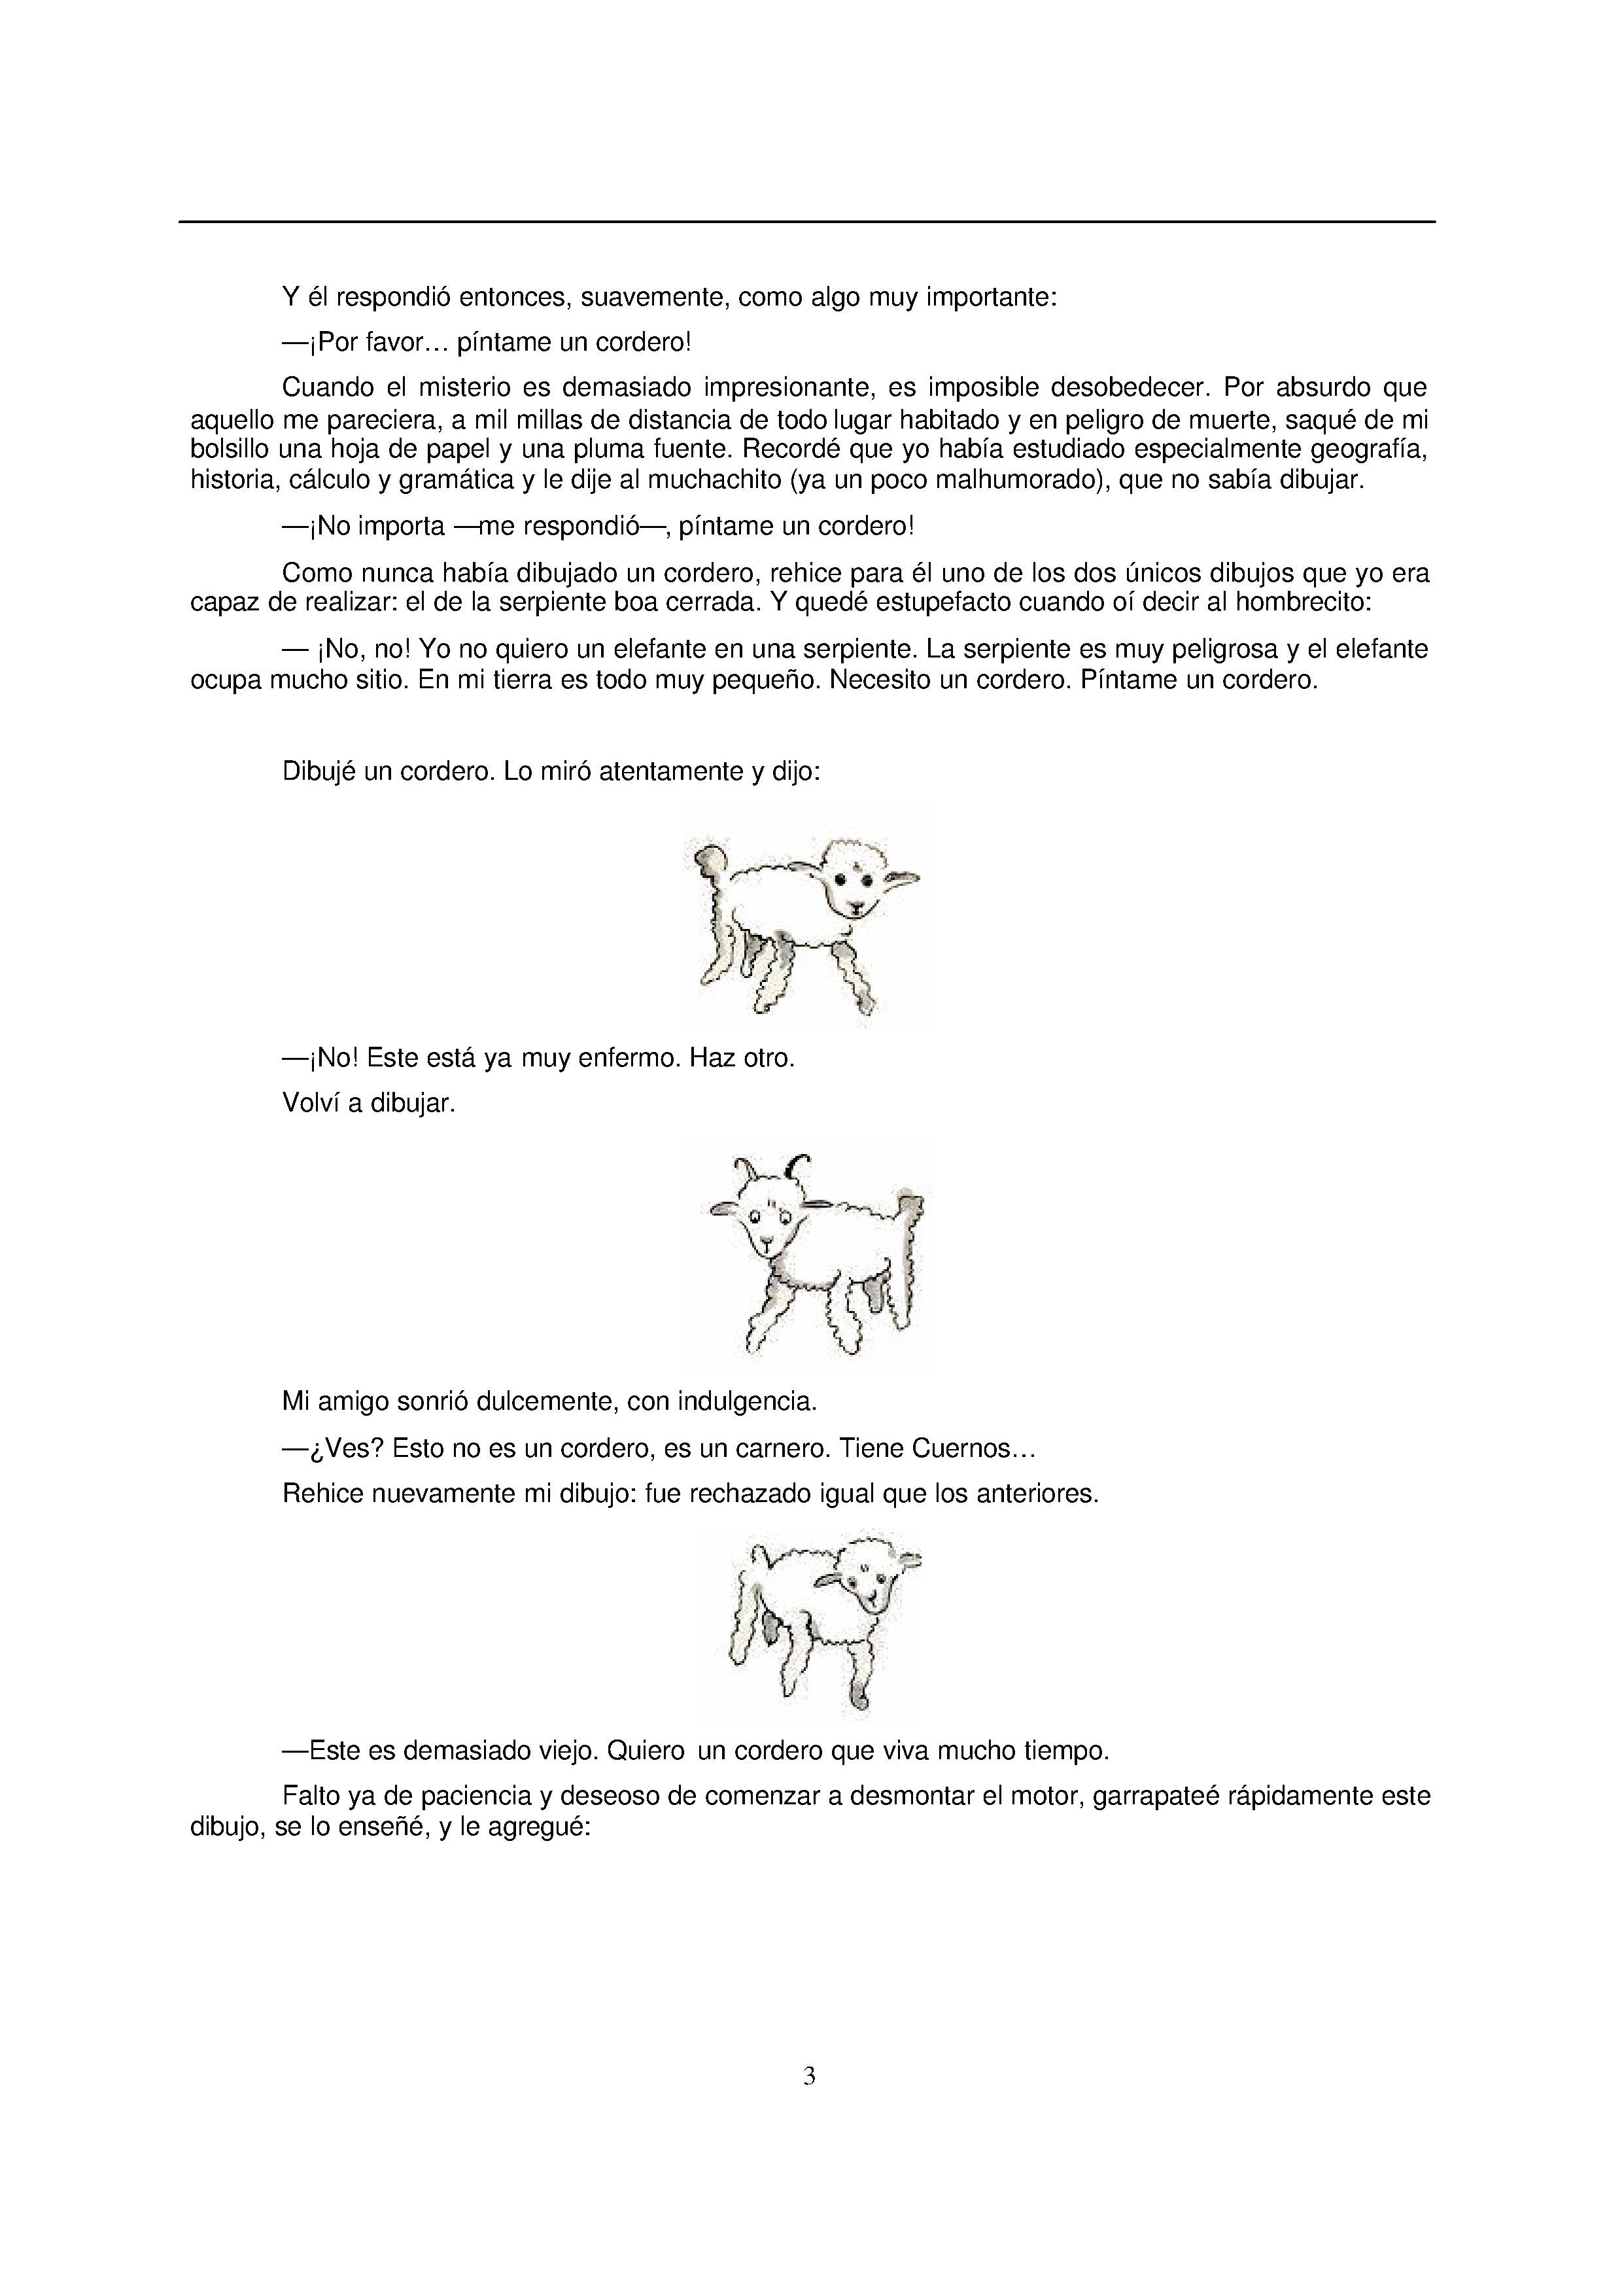 Y él respondió entonces, suavemente, como algo muy importante:
—¡Por favor… píntame un cordero!
Cuando el misterio es demasiado impresionante, es imposible desobedecer. Por absurdo que
aquello me pareciera, a mil millas de distancia de todo lugar habitado y en peligro de muerte, saqué de mi
bolsillo una hoja de papel y una pluma fuente. Recordé que yo había estudiado especialmente geografía,
historia, cálculo y gramática y le dije al muchachito (ya un poco malhumorado), que no sabía dibujar.
—¡No importa —me respondió—, píntame un cordero!
Como nunca había dibujado un cordero, rehice para él uno de los dos únicos dibujos que yo era
capaz de realizar: el de la serpiente boa cerrada. Y quedé estupefacto cuando oí decir al hombrecito:
— ¡No, no! Yo no quiero un elefante en una serpiente. La serpiente es muy peligrosa y el elefante
ocupa mucho sitio. En mi tierra es todo muy pequeño. Necesito un cordero. Píntame un cordero.
Dibujé un cordero. Lo miró atentamente y dijo:
—¡No! Este está ya muy enfermo. Haz otro.
Volví a dibujar.
Mi amigo sonrió dulcemente, con indulgencia.
—¿Ves? Esto no es un cordero, es un carnero. Tiene Cuernos…
Rehice nuevamente mi dibujo: fue rechazado igual que los anteriores.
—Este es demasiado viejo. Quiero un cordero que viva mucho tiempo.
Falto ya de paciencia y deseoso de comenzar a desmontar el motor, garrapateé rápidamente este
dibujo, se lo enseñé, y le agregué:
3